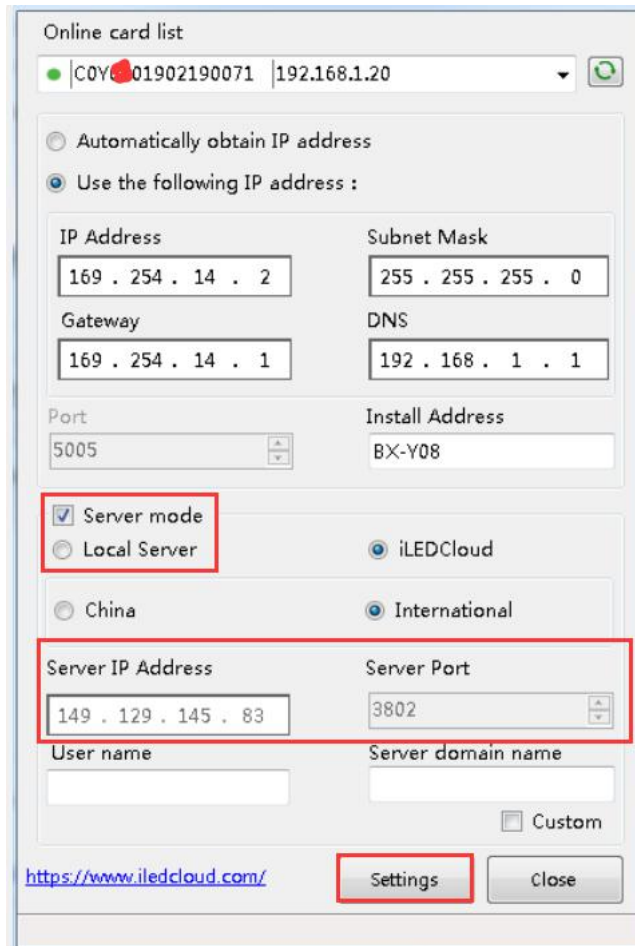 Online card list
C0Y 01902190071 192.168.1.20
Automatically obtain IP address
Use the following IP address :
IP Address Subnet Mask
169 . 254 . 14 . 2 255 . 255 . 255 . 0
Gateway DNS
169 . 254 . 14 . 1 192 . 168 . 1 . 1
Port Install Address
5005 BX-Y08
Server mode
Local Server iLEDCloud
China International
Server IP Address Server Port
149 . 129 . 145 . 83 3802
User name Server domain name
Custom
https://www.iledcloud.com/ Settings Close